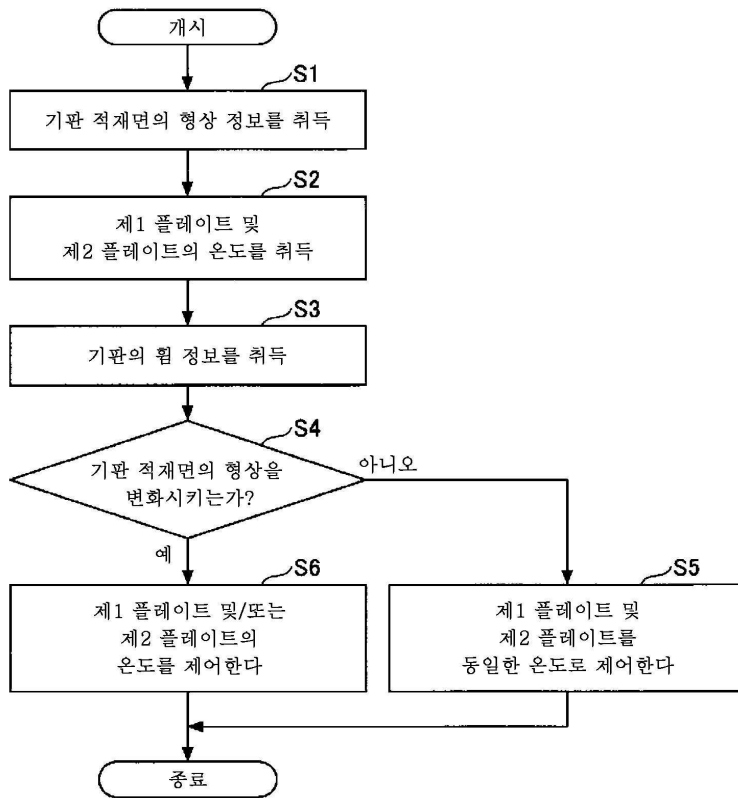 개시
S1
기판 적재면의 형상 정보를 취득
S2
제1 플레이트 및
제2 플레이트의 온도를 취득
S3
기판의 휨 정보를 취득
S4
기판 적재면의 형상을
변화시키는가?
아니오
예
S6
제1 플레이트 및/또는
제2 플레이트의
온도를 제어한다
S5
제1 플레이트 및
제2 플레이트를
동일한 온도로 제어한다
종료